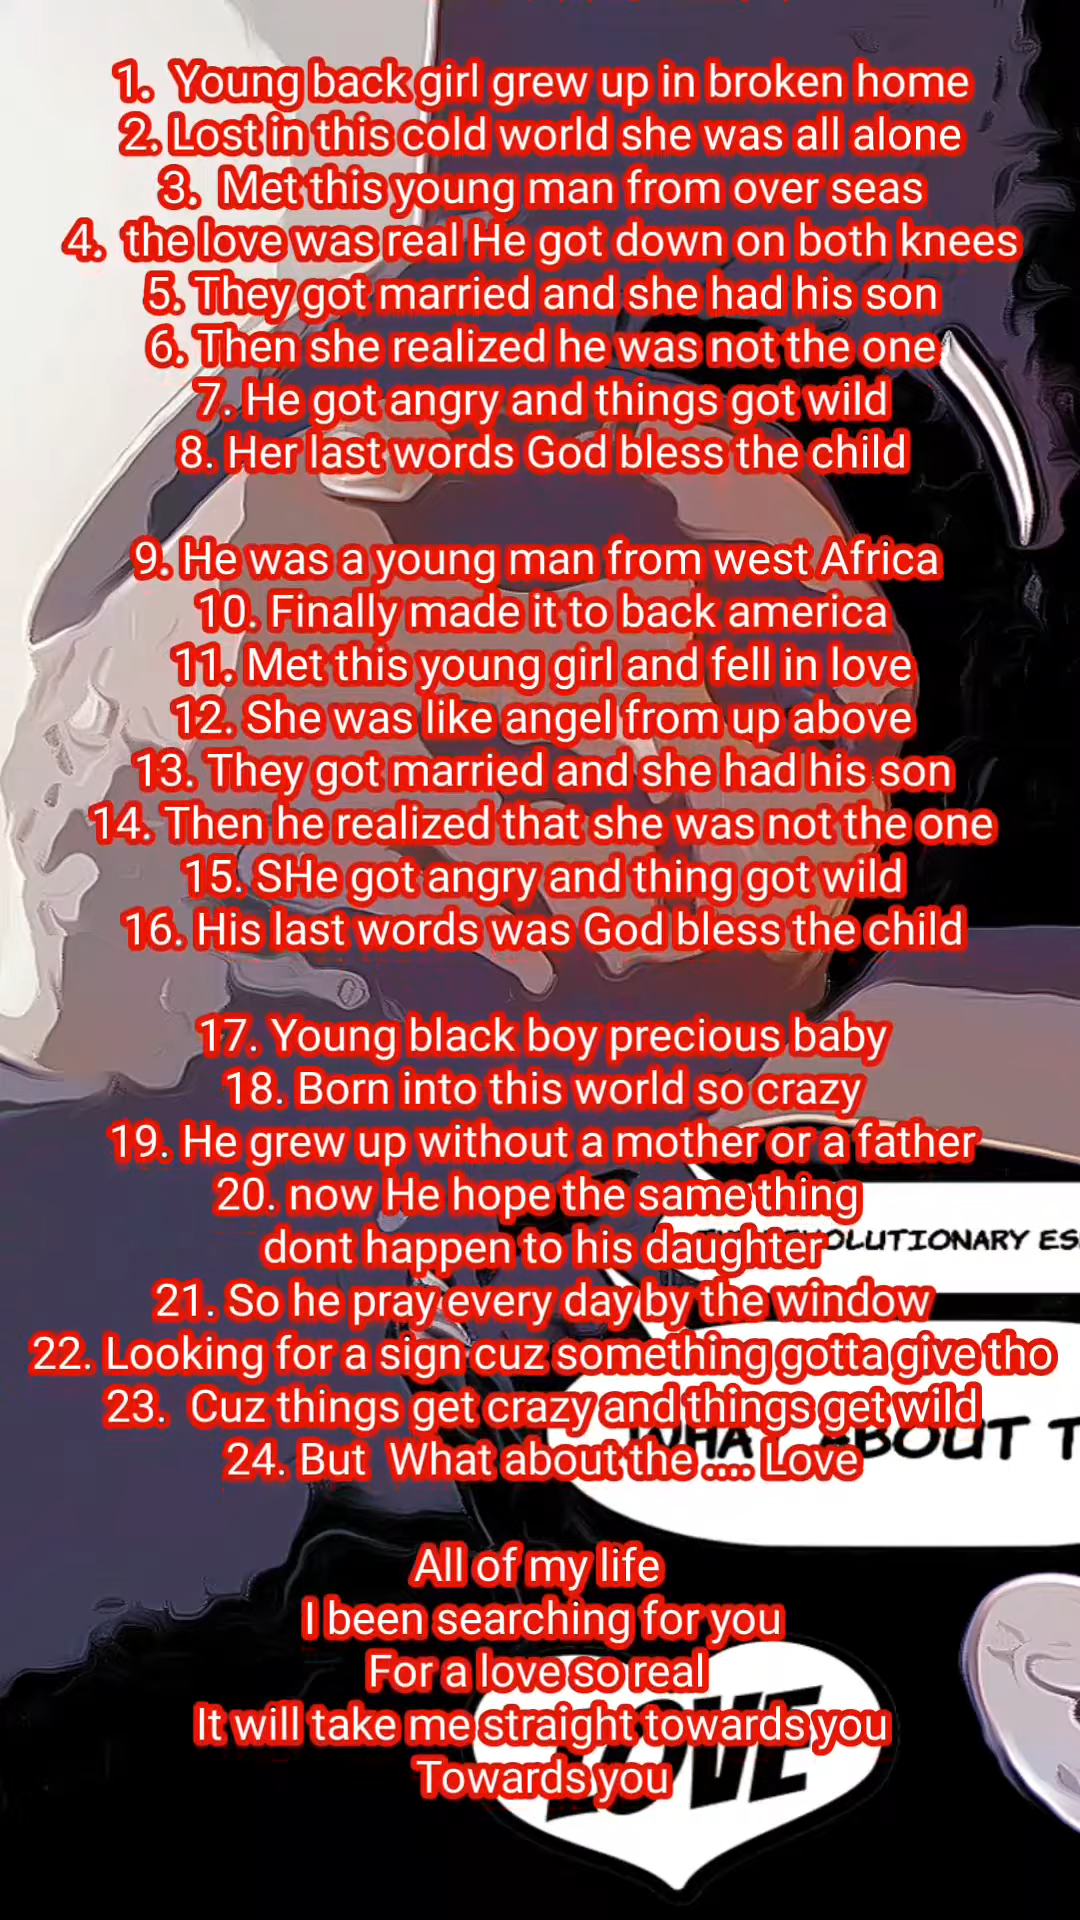 1. Young back girl grew up in broken home
2. Lost in this cold world she was all alone
3. Met this young man from over seas
4. the love was real He got down on both knees
5. They got married and she had his son
6. Then she realized he was not the one
7. He got angry and things got wild
8. Her last words God bless the child
9. He was a young man from west Africa
10. Finally made it to back america
11. Met this young girl and fell in love
12. She was like angel from up above
13. They got married and she had his son
14. Then he realized that she was not the one
15. SHe got angry and thing got wild
16. His last words was God bless the child
17. Young black boy precious baby
18. Born into this world so crazy
19. He grew up without a mother or a father
20. now He hope the same thing
dont happen to his daughter
OLUTIONARY ES
21. So he pray every day by the window
22. Looking for a sign cuz something gotta give tho
23. Cuz things get crazy and things get wild
WHA ABOUT T
24. But What about the .... Love
All of my life
I been searching for you
For a love so real
It will take me straight towards you
Towards you
LOVE